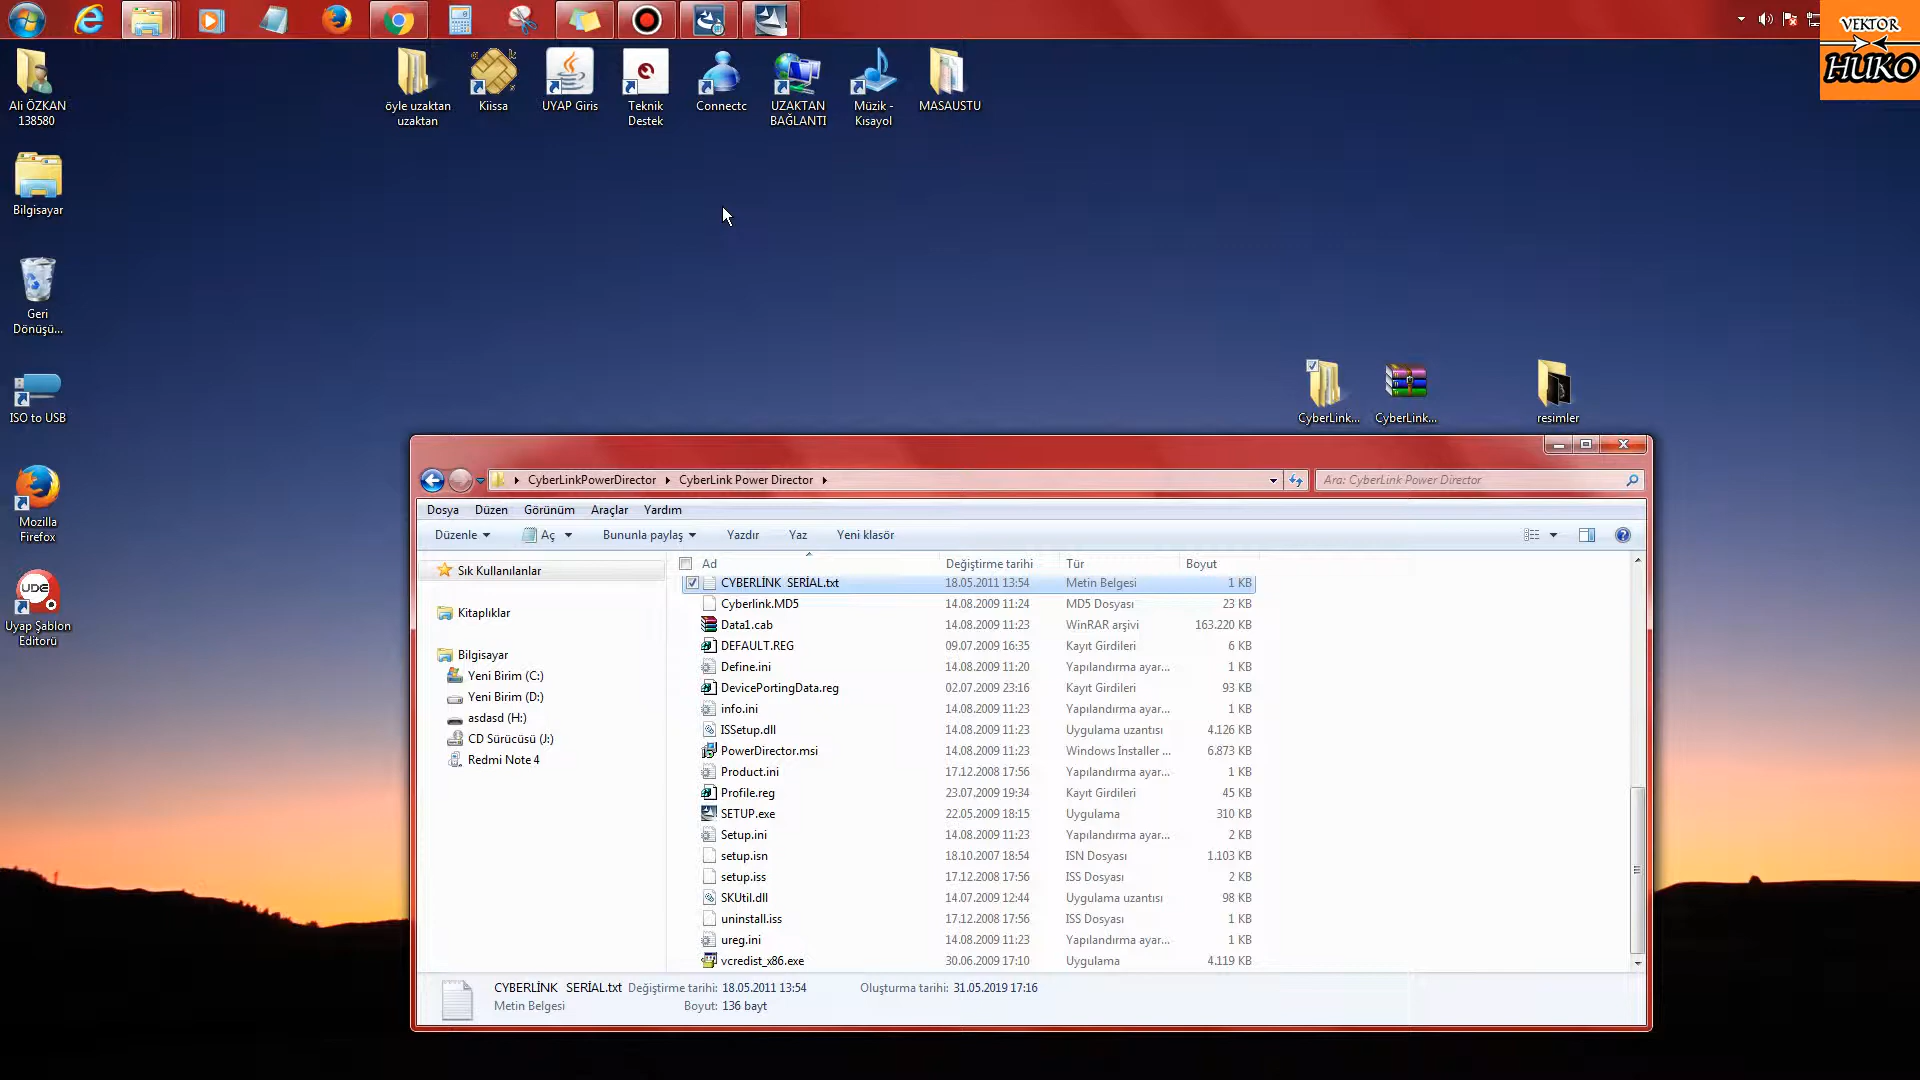 VEKTOR
HUKO
Ali ÖZKAN
138580
öyle uzaktan
uzaktan
Kiissa
UYAP Giris
Teknik
Destek
Connectc
UZAKTAN
BAĞLANTI
Müzik -
Kısayol
MASAUSTU
Bilgisayar
Geri
Dönüşü...
ISO to USB
Mozilla
Firefox
UDE
Uyap Şablon
Editorü
CyberLink...
CyberLink...
resimler
CyberLinkPowerDirector
CyberLink Power Director
Ara: CyberLink Power Director
Dosya Düzen Görünüm Araçlar Yardım
Düzenle Aç Bununla paylaş Yazdır Yaz Yeni klasör
Sık Kullanılanlar
Kitaplıklar
Bilgisayar
Yeni Birim (C:)
Yeni Birim (D:)
asdasd (H:)
CD Sürücüsü (J:)
Redmi Note 4
Ad Değiştirme tarihi Tür Boyut
CYBERLİNK SERİAL.txt 18.05.2011 13:54 Metin Belgesi 1 KB
Cyberlink.MD5 14.08.2009 11:24 MD5 Dosyası 23 KB
Data1.cab 14.08.2009 11:23 WinRAR arşivi 163.220 KB
DEFAULT.REG 09.07.2009 16:35 Kayıt Girdileri 6 KB
Define.ini 14.08.2009 11:20 Yapılandırma ayar... 1 KB
DevicePortingData.reg 02.07.2009 23:16 Kayıt Girdileri 93 KB
info.ini 14.08.2009 11:23 Yapılandırma ayar... 1 KB
ISSetup.dll 14.08.2009 11:23 Uygulama uzantısı 4.126 KB
PowerDirector.msi 14.08.2009 11:23 Windows Installer ... 6.873 KB
Product.ini 17.12.2008 17:56 Yapılandırma ayar... 1 KB
Profile.reg 23.07.2009 19:34 Kayıt Girdileri 45 KB
SETUP.exe 22.05.2009 18:15 Uygulama 310 KB
Setup.ini 14.08.2009 11:23 Yapılandırma ayar... 2 KB
setup.isn 18.10.2007 18:54 ISN Dosyası 1.103 KB
setup.iss 17.12.2008 17:56 ISS Dosyası 2 KB
SKUtil.dll 14.07.2009 12:44 Uygulama uzantısı 98 KB
uninstall.iss 17.12.2008 17:56 ISS Dosyası 1 KB
ureg.ini 14.08.2009 11:23 Yapılandırma ayar... 1 KB
vcredist_x86.exe 30.06.2009 17:10 Uygulama 4.119 KB
CYBERLİNK SERİAL.txt Değiştirme tarihi: 18.05.2011 13:54 Oluşturma tarihi: 31.05.2019 17:16
Metin Belgesi Boyut: 136 bayt